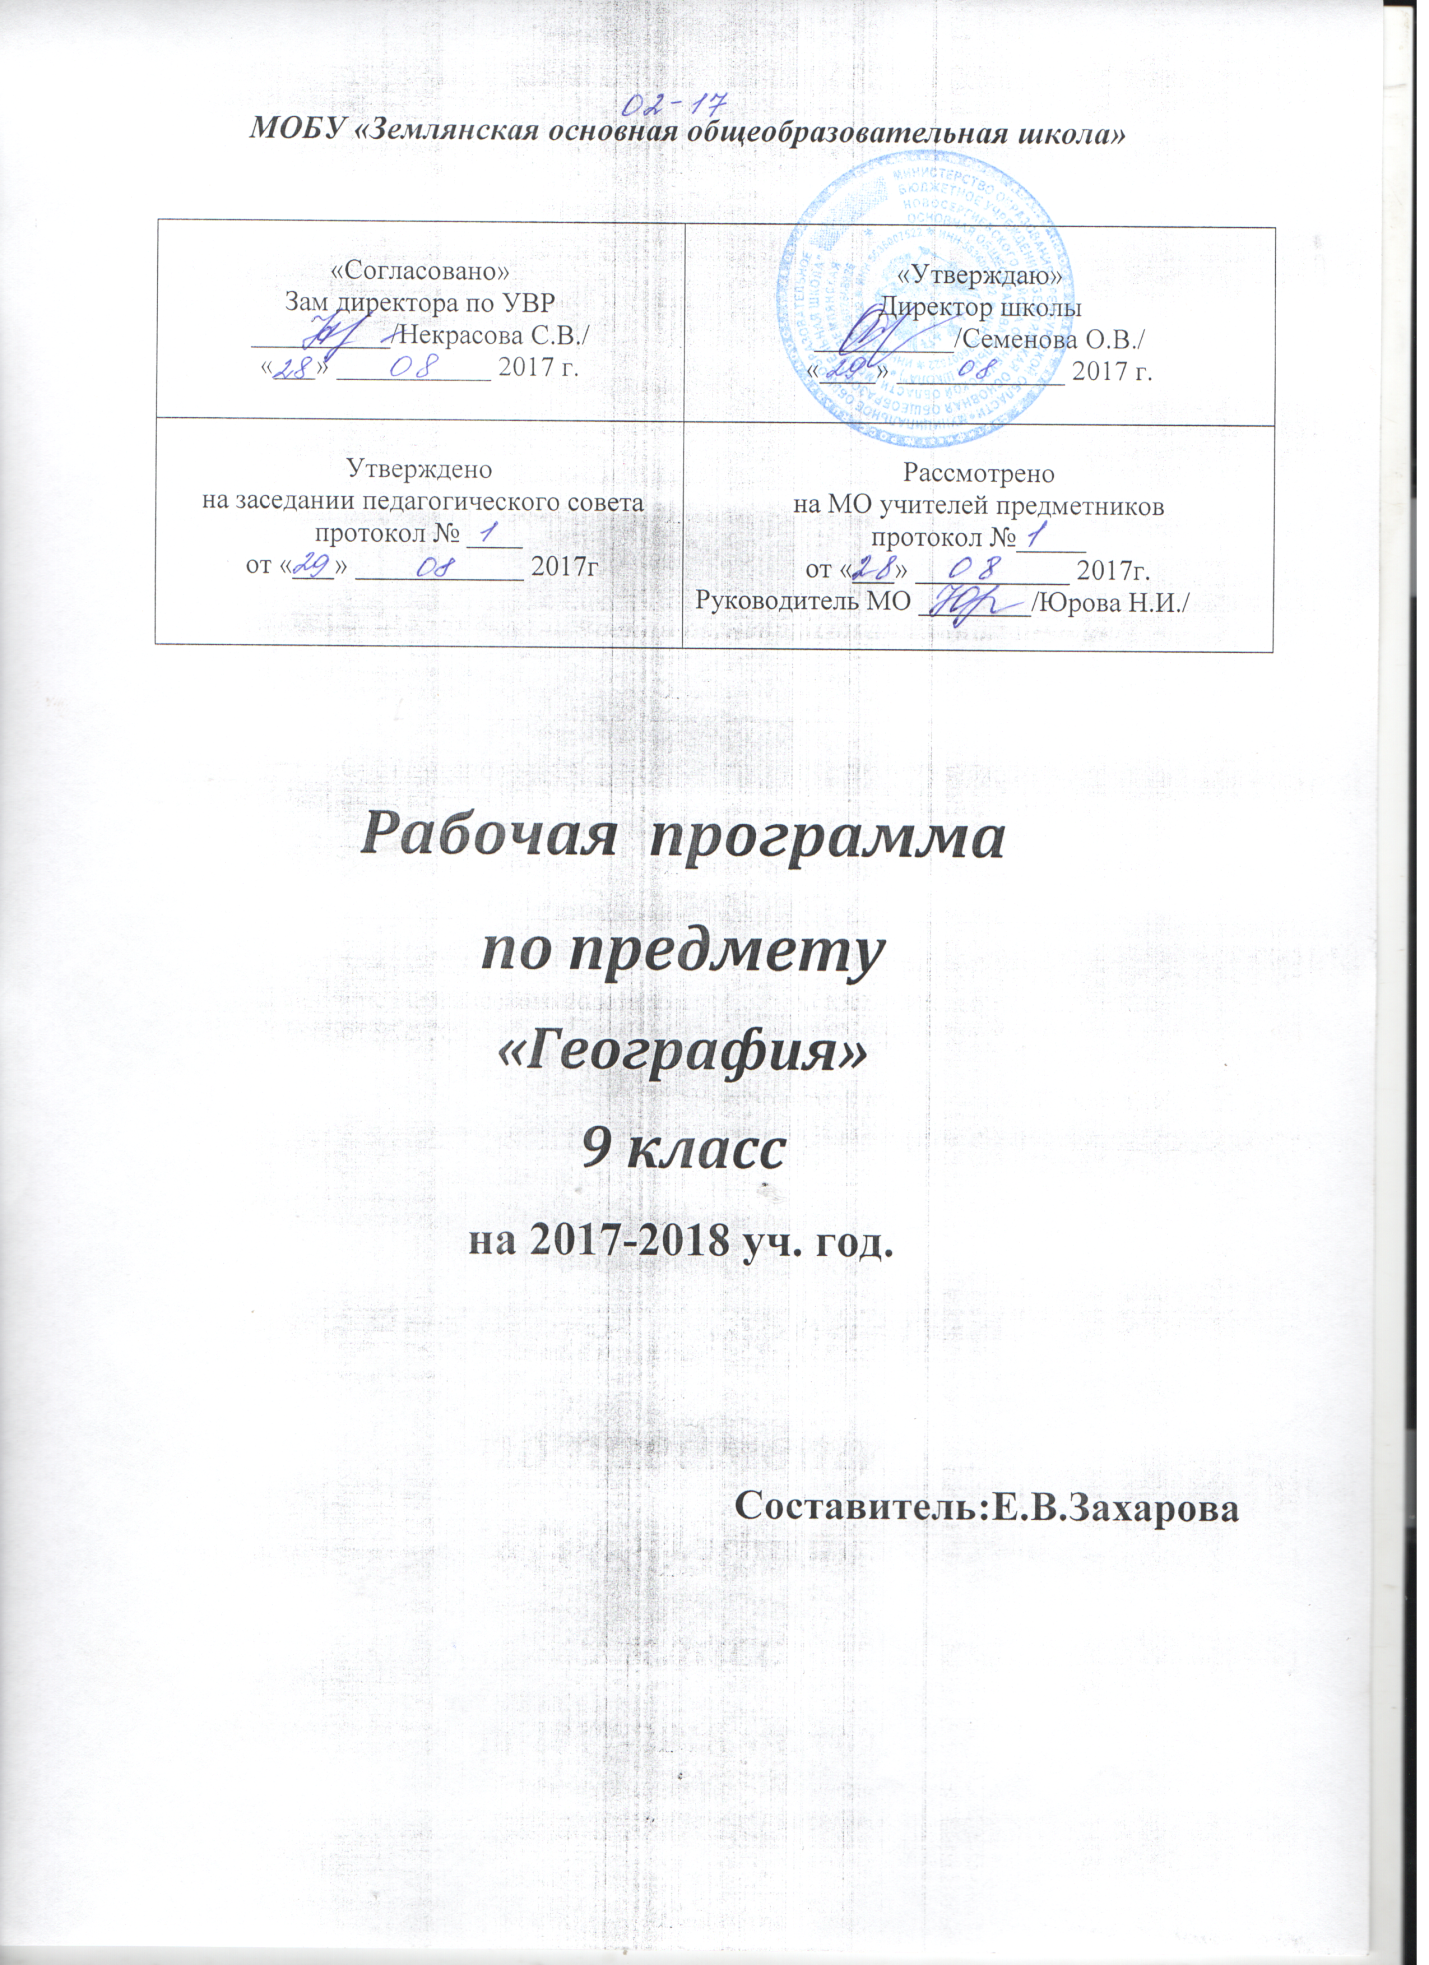 02-17
МОБУ «Землянская основная общеобразовательная школа»
«Согласовано»
Зам директора по УВР
/Некрасова С.В./
«28» 08 2017 г.
«Утверждаю»
Директор школы
/Семенова О.В./
«29» 08 2017 г.
Утверждено
на заседании педагогического совета
протокол № 1
от «29» 08 2017г
Рассмотрено
на МО учителей предметников
протокол № 1
от «28» 08 2017г.
Руководитель МО /Юрова Н.И./
Рабочая программа
по предмету
«География»
9 класс
на 2017-2018 уч. год.
Составитель:Е.В.Захарова